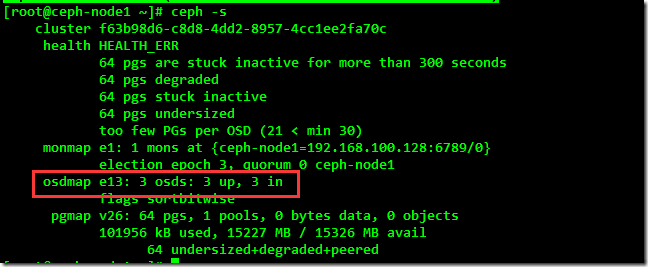 [root@ceph-node1 ~]# ceph -s
cluster f63b98d6-c8d8-4dd2-8957-4cc1ee2fa70c
health HEALTH_ERR
64 pgs are stuck inactive for more than 300 seconds
64 pgs degraded
64 pgs stuck inactive
64 pgs undersized
too few PGs per OSD (21 < min 30)
monmap e1: 1 mons at {ceph-node1=192.168.100.128:6789/0}
election epoch 3, quorum 0 ceph-node1
osdmap e13: 3 osds: 3 up, 3 in
flags sortbitwise
pgmap v26: 64 pgs, 1 pools, 0 bytes data, 0 objects
101956 kB used, 15227 MB / 15326 MB avail
64 undersized+degraded+peered